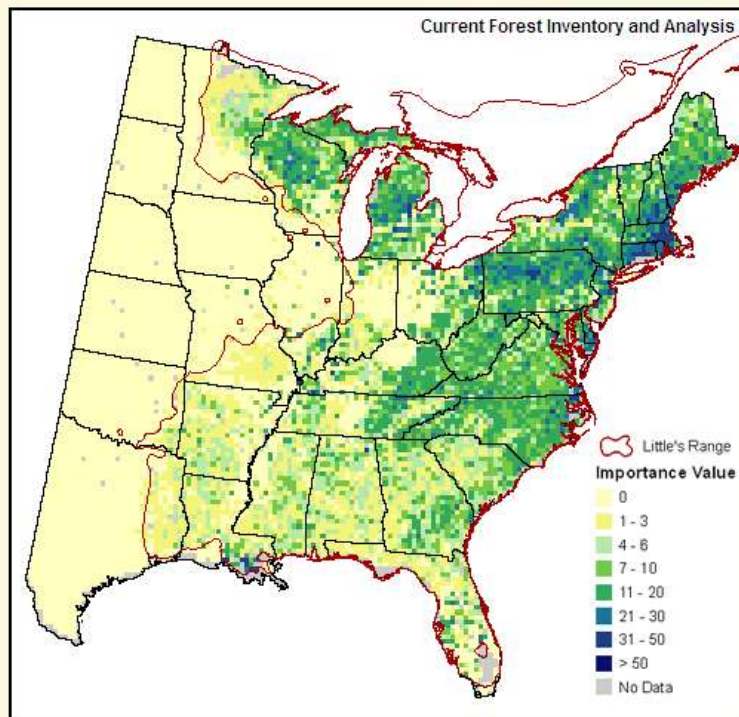 Current Forest Inventory and Analysis
Little's Range
Importance Value
0
1 - 3
4 - 6
7 - 10
11 - 20
21 - 30
31 - 50
> 50
No Data